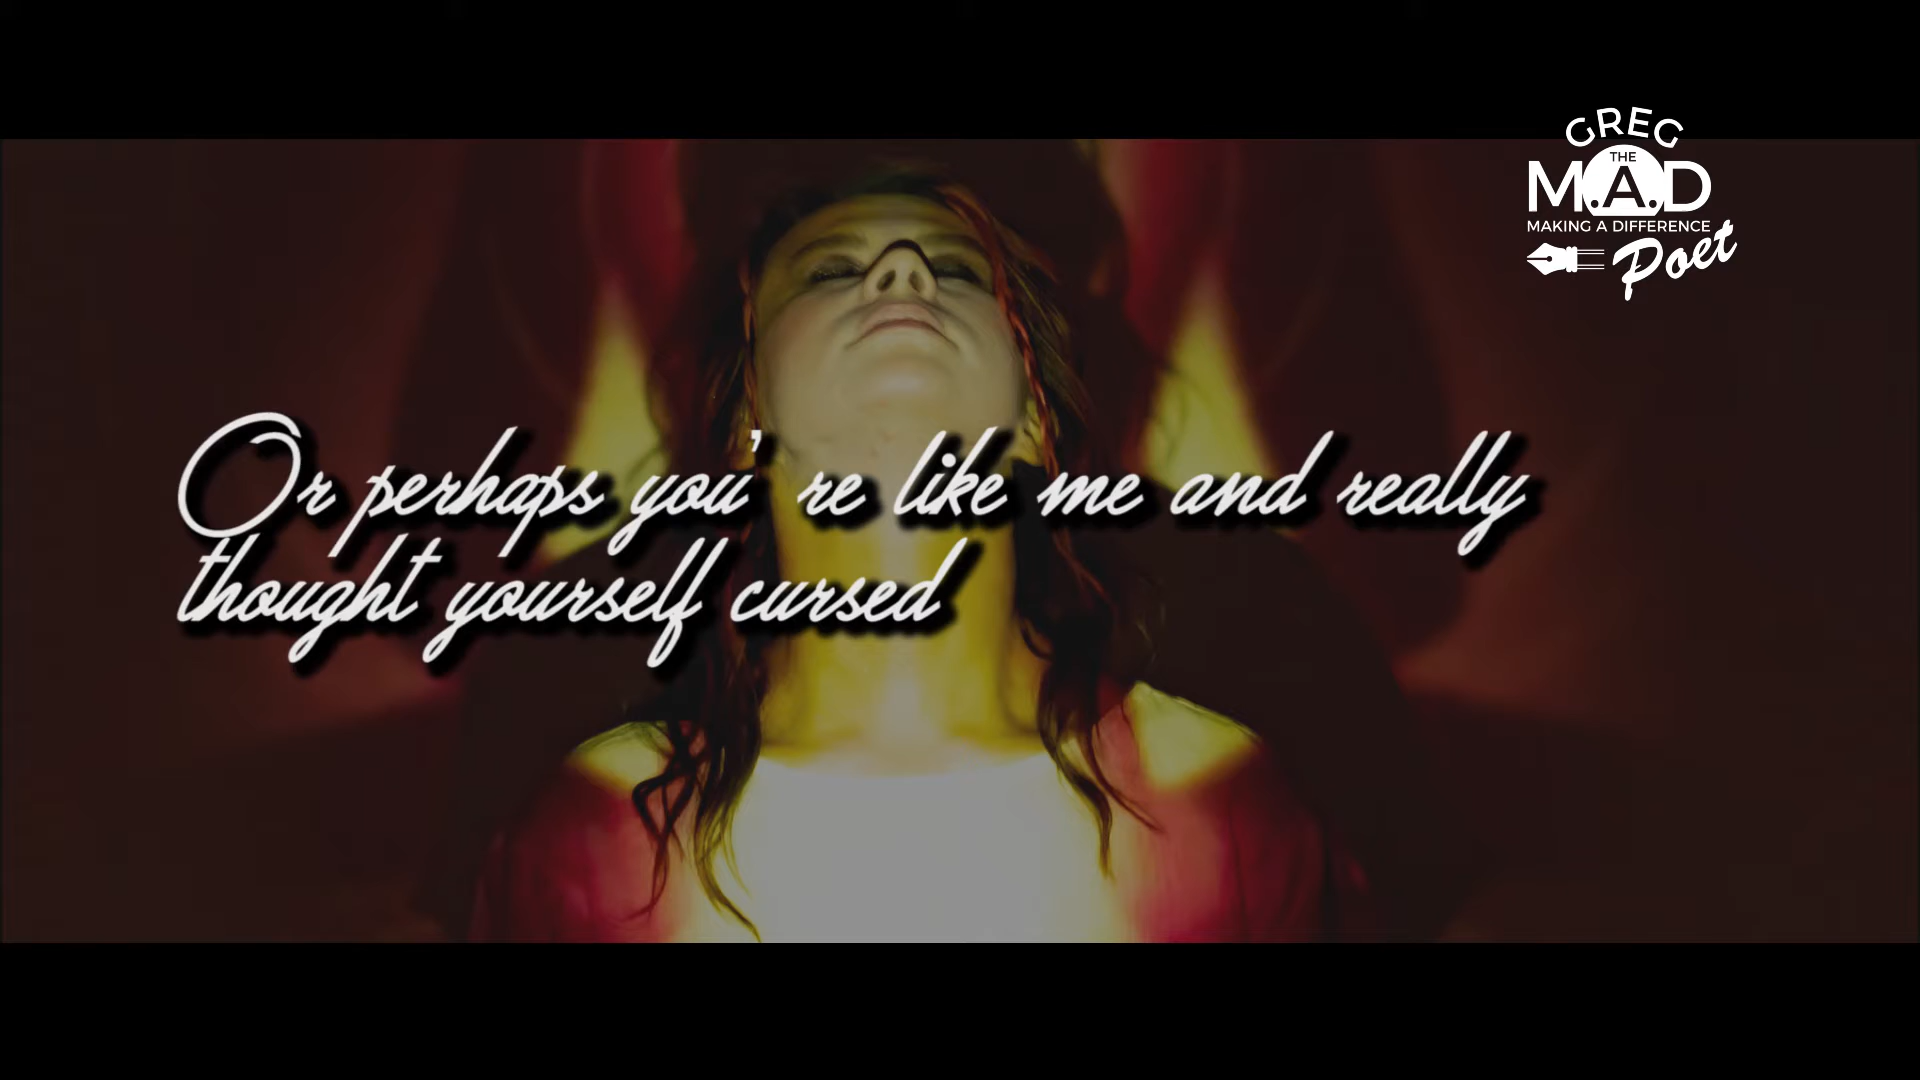 GREG
THE
M.A.D
MAKING A DIFFERENCE
Poet
Or perhaps you're like me and really
thought yourself cursed